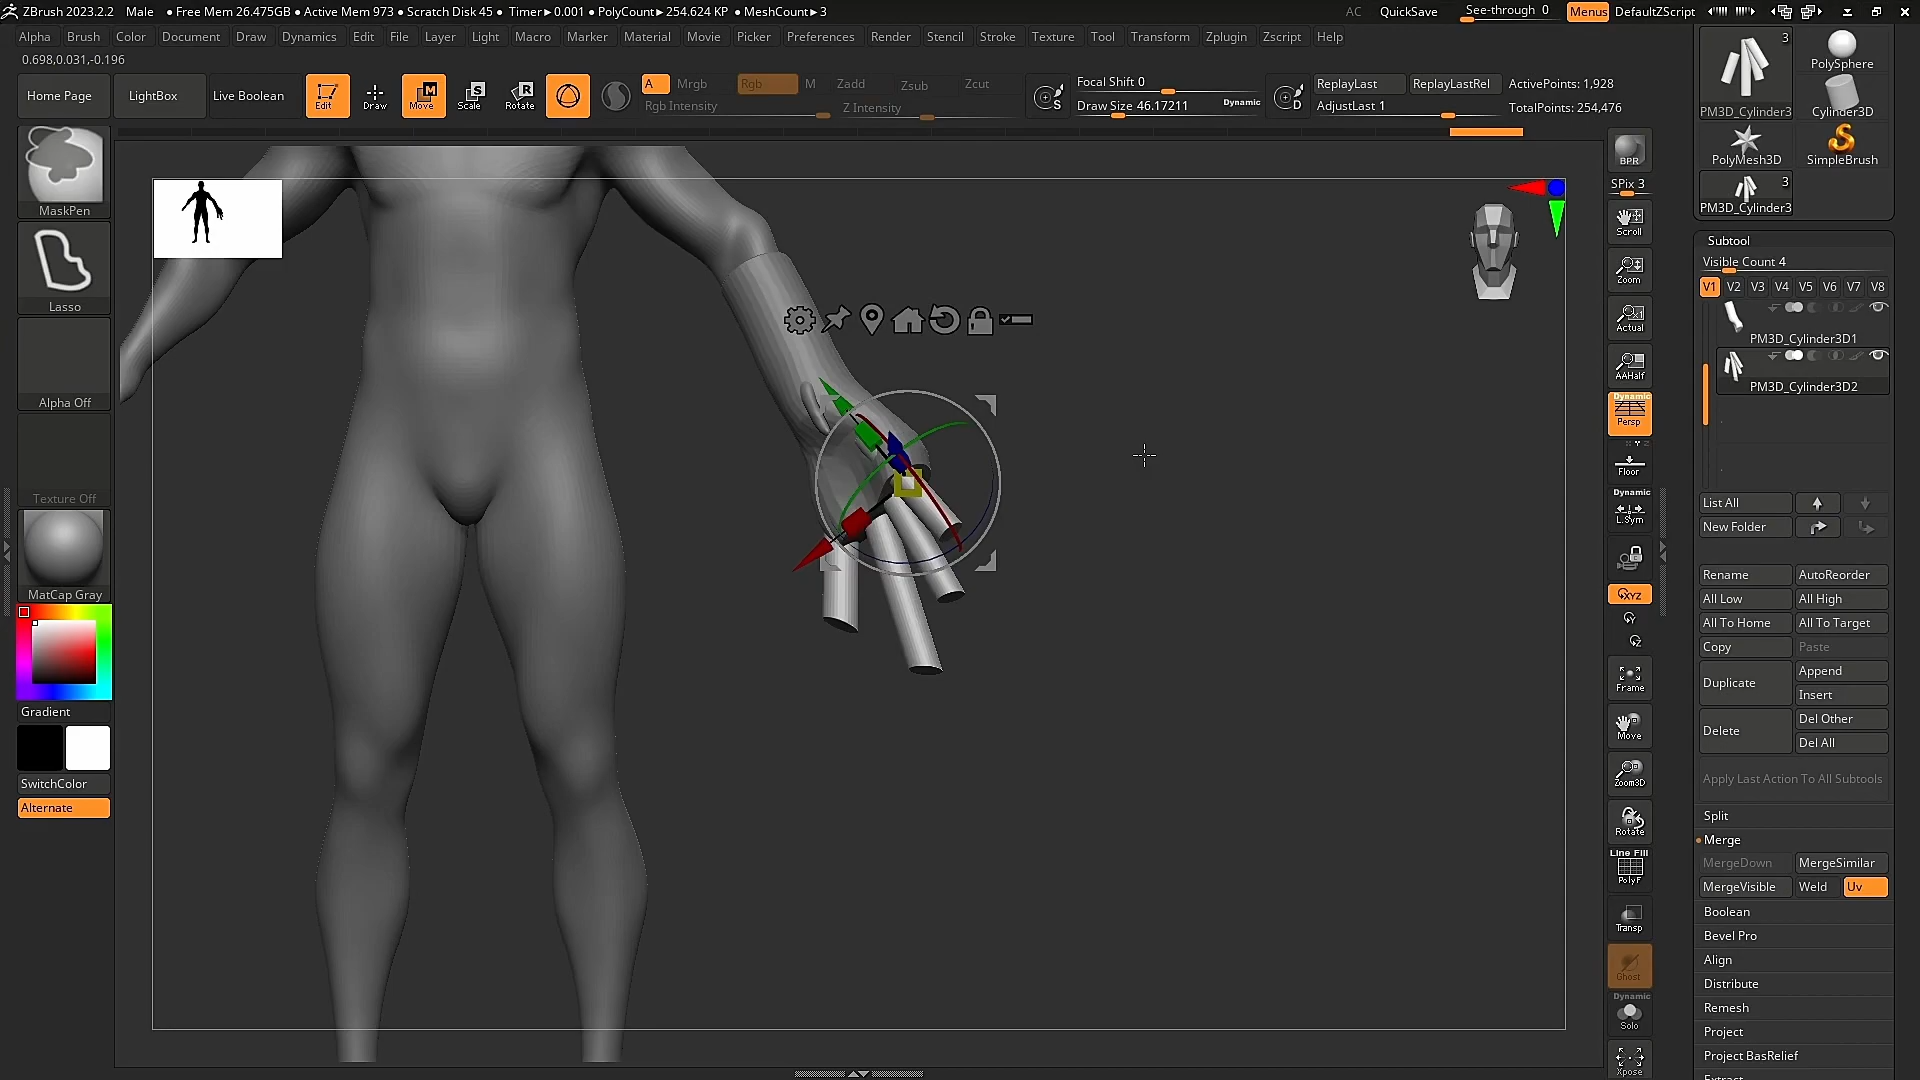 ZBrush 2023.2.2 Male ● Free Mem 26.475GB ● Active Mem 973 ● Scratch Disk 45 ● Timer▸0.001 ● PolyCount▸254.624 KP ● MeshCount▸3 AC QuickSave See-through 0 Menus DefaultZScript
Alpha Brush Color Document Draw Dynamics Edit File Layer Light Macro Marker Material Movie Picker Preferences Render Stencil Stroke Texture Tool Transform Zplugin Zscript Help
0.698,0.031,-0.196
Home Page LightBox Live Boolean Edit Draw Move Scale Rotate
A Mrgb Rgb M Zadd Zsub Zcut
Rgb Intensity Z Intensity
Focal Shift 0
Draw Size 46.17211 Dynamic
ReplayLast ReplayLastRel ActivePoints: 1,928
AdjustLast 1 TotalPoints: 254,476
MaskPen
Lasso
Alpha Off
Texture Off
MatCap Gray
Gradient
SwitchColor
Alternate
BPR
SPix 3
Scroll
Zoom
Actual
AAHalf
Dynamic
Persp
Floor
Dynamic
L.Sym
XYZ
Frame
Move
Zoom3D
Rotate
Line Fill
PolyF
Transp
Ghost
Dynamic
Solo
Xpose
3
PolySphere
PM3D_Cylinder3 Cylinder3D
PolyMesh3D SimpleBrush
3
PM3D_Cylinder3
Subtool
Visible Count 4
V1 V2 V3 V4 V5 V6 V7 V8
PM3D_Cylinder3D1
PM3D_Cylinder3D2
List All
New Folder
Rename AutoReorder
All Low All High
All To Home All To Target
Copy Paste
Duplicate Append
Insert
Delete Del Other
Del All
Apply Last Action To All Subtools
Split
Merge
MergeDown MergeSimilar
MergeVisible Weld Uv
Boolean
Bevel Pro
Align
Distribute
Remesh
Project
Project BasRelief
Extract